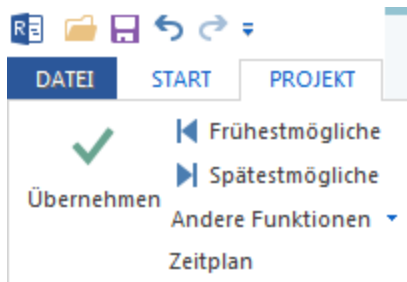 DATEI START PROJEKT
Frühestmögliche
Spätestmögliche
Übernehmen
Andere Funktionen
Zeitplan